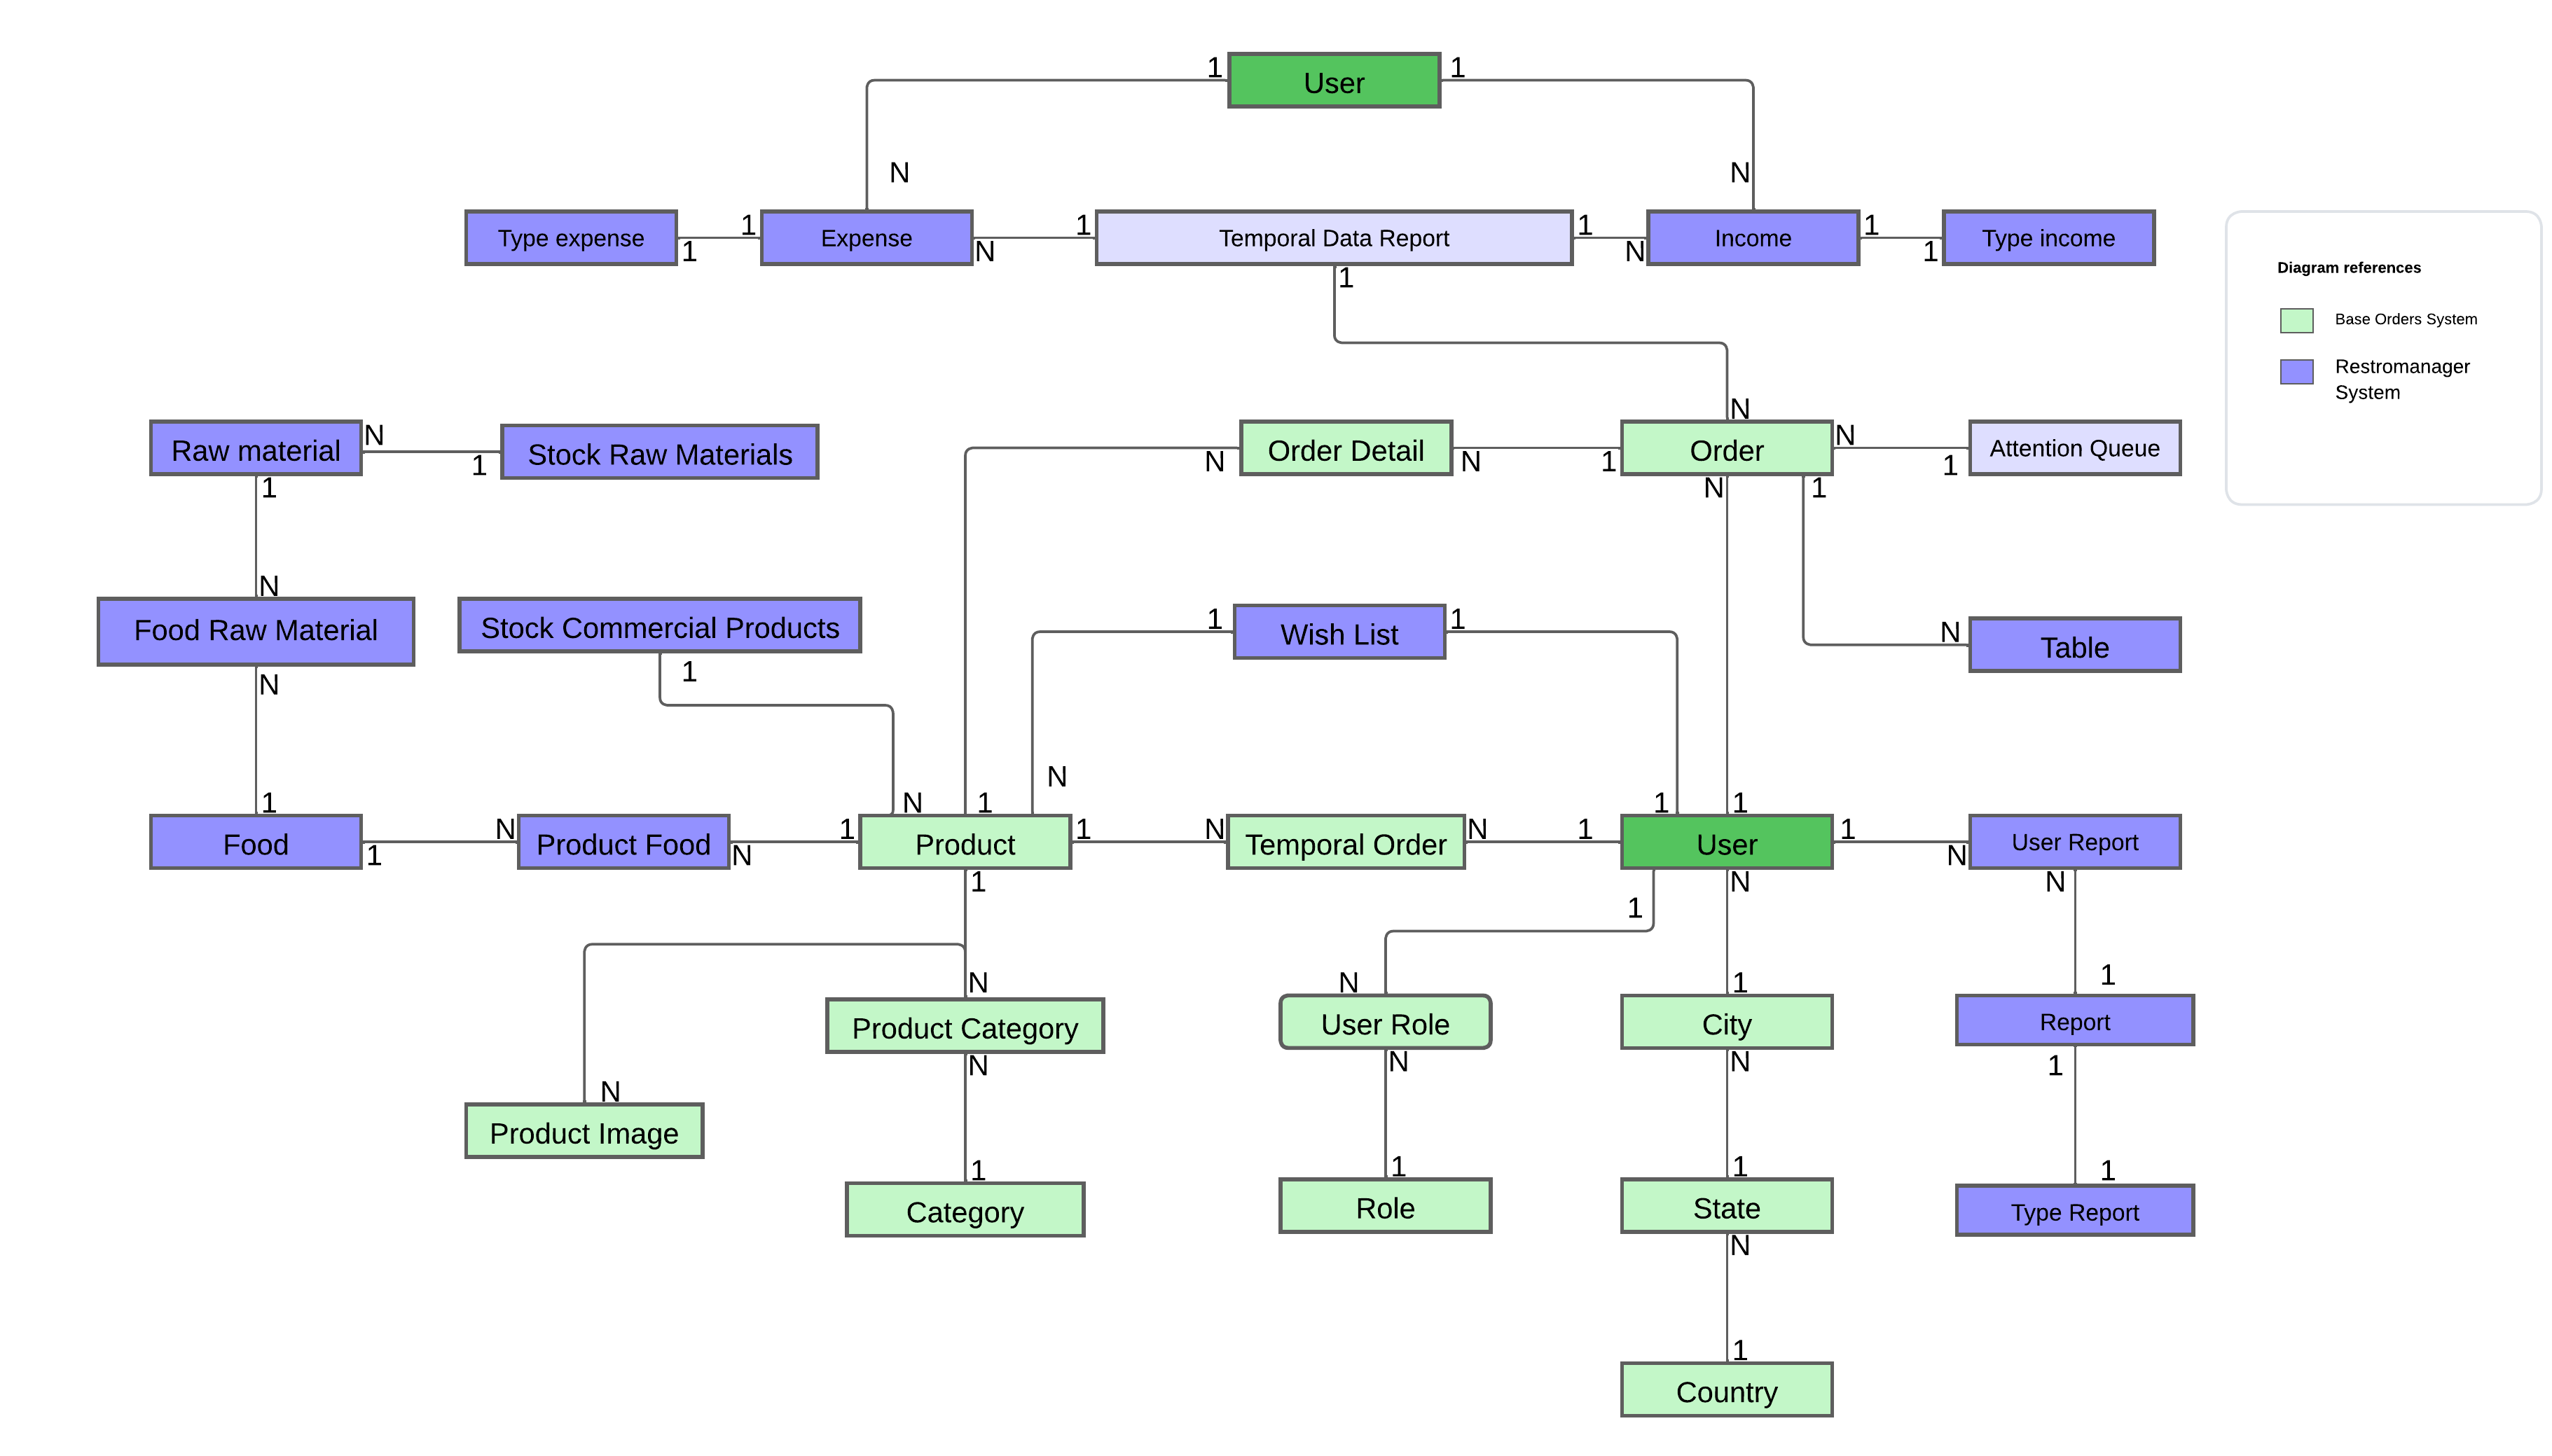 1
User
1
N
N
Type expense
1
1
Expense
N
1
Temporal Data Report
1
N
Income
1
1
Type income
1
Diagram references
Base Orders System
Restromanager
System
N
Raw material
N
1
Stock Raw Materials
N
Order Detail
N
1
Order
N
1
Attention Queue
1
N
1
N
Food Raw Material
Stock Commercial Products
1
Wish List
1
N
Table
N
1
N
1
N
1
1
1
Food
1
N
Product Food
N
1
Product
1
N
Temporal Order
N
1
User
1
N
User Report
1
N
N
1
N
N
1
1
Product Category
User Role
City
Report
N
N
N
1
N
Product Image
1
1
1
1
Category
Role
State
Type Report
N
1
Country